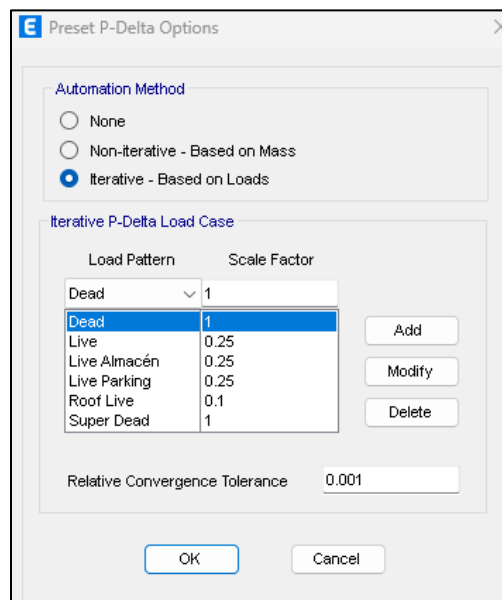 E Preset P-Delta Options
Automation Method
None
Non-iterative - Based on Mass
Iterative - Based on Loads
Iterative P-Delta Load Case
Load Pattern Scale Factor
Dead 1
Dead 1
Live 0.25
Live Almacén 0.25
Live Parking 0.25
Roof Live 0.1
Super Dead 1
Add
Modify
Delete
Relative Convergence Tolerance 0.001
OK Cancel